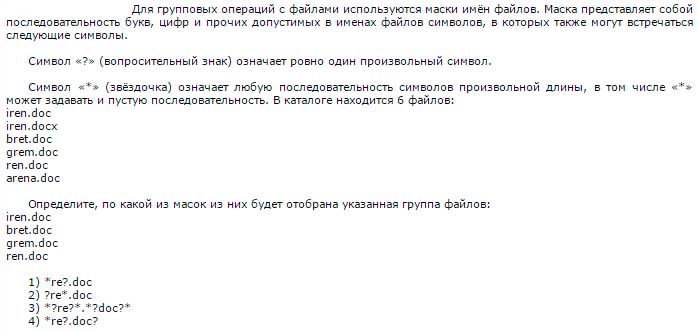 Для групповых операций с файлами используются маски имён файлов. Маска представляет собой
последовательность букв, цифр и прочих допустимых в именах файлов символов, в которых также могут встречаться
следующие символы.
Символ «?» (вопросительный знак) означает ровно один произвольный символ.
Символ «*» (звёздочка) означает любую последовательность символов произвольной длины, в том числе «*»
может задавать и пустую последовательность. В каталоге находится 6 файлов:
iren.doc
iren.docx
bret.doc
grem.doc
ren.doc
arena.doc
Определите, по какой из масок из них будет отобрана указанная группа файлов:
iren.doc
bret.doc
grem.doc
ren.doc
1) *re?.doc
2) ?re*.doc
3) *?re?*.*?doc?*
4) *re?.doc?